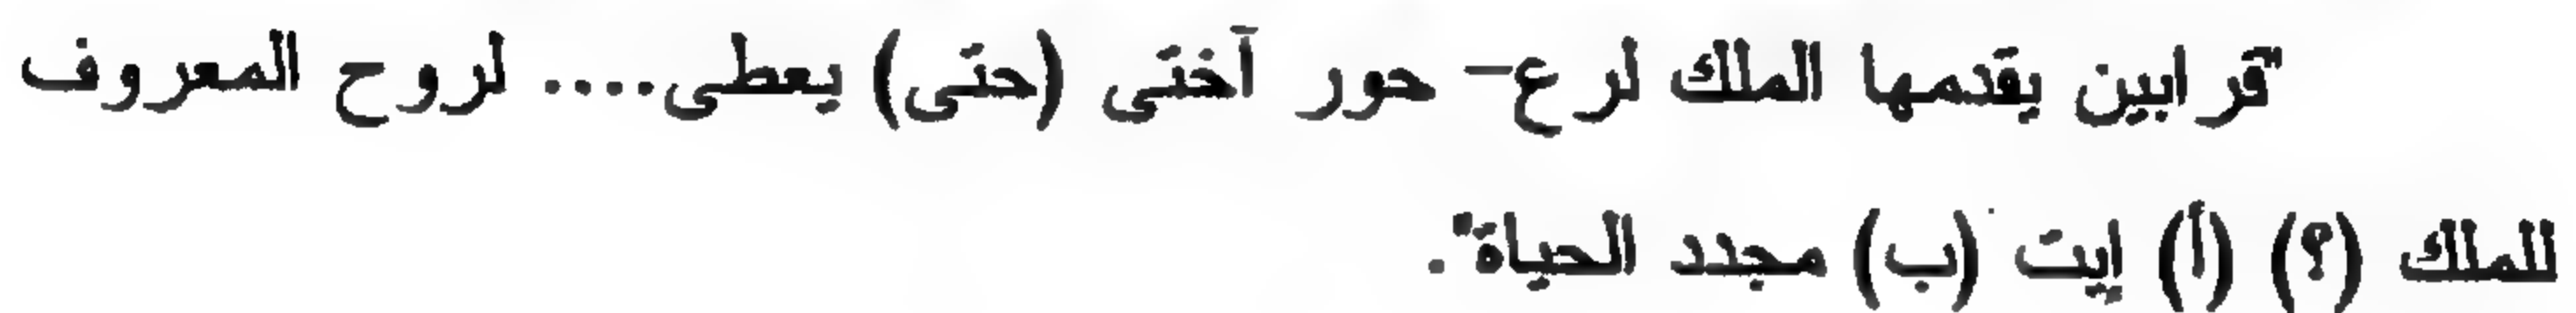 "قرابين يقدمها الملك لرع- حور آختى (حتى) يعطى.... لروح المعروف
للملك (؟) (أ) إيت (ب) مجدد الحياة".